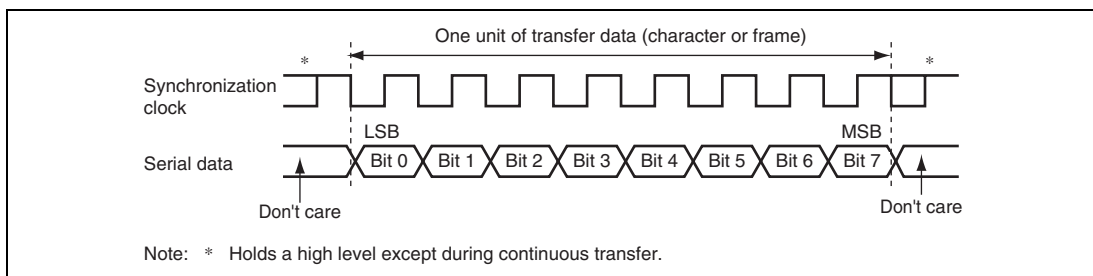 One unit of transfer data (character or frame)
* *
Synchronization
clock
LSB MSB
Serial data Bit 0 Bit 1 Bit 2 Bit 3 Bit 4 Bit 5 Bit 6 Bit 7
Don't care Don't care
Note: * Holds a high level except during continuous transfer.